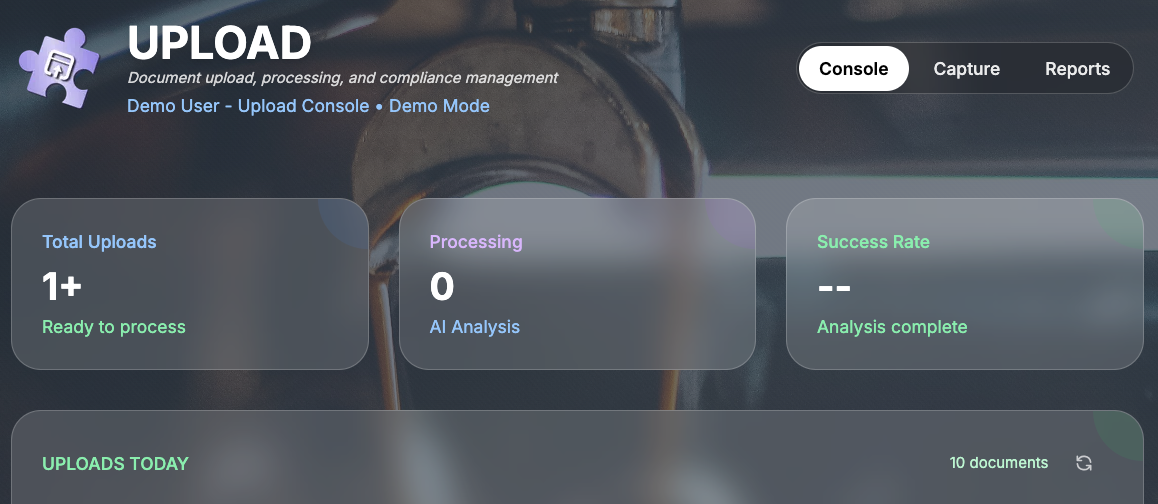 UPLOAD
Document upload, processing, and compliance management
Demo User - Upload Console • Demo Mode
Console
Capture
Reports
Total Uploads
1+
Ready to process
Processing
0
AI Analysis
Success Rate
--
Analysis complete
UPLOADS TODAY
10 documents